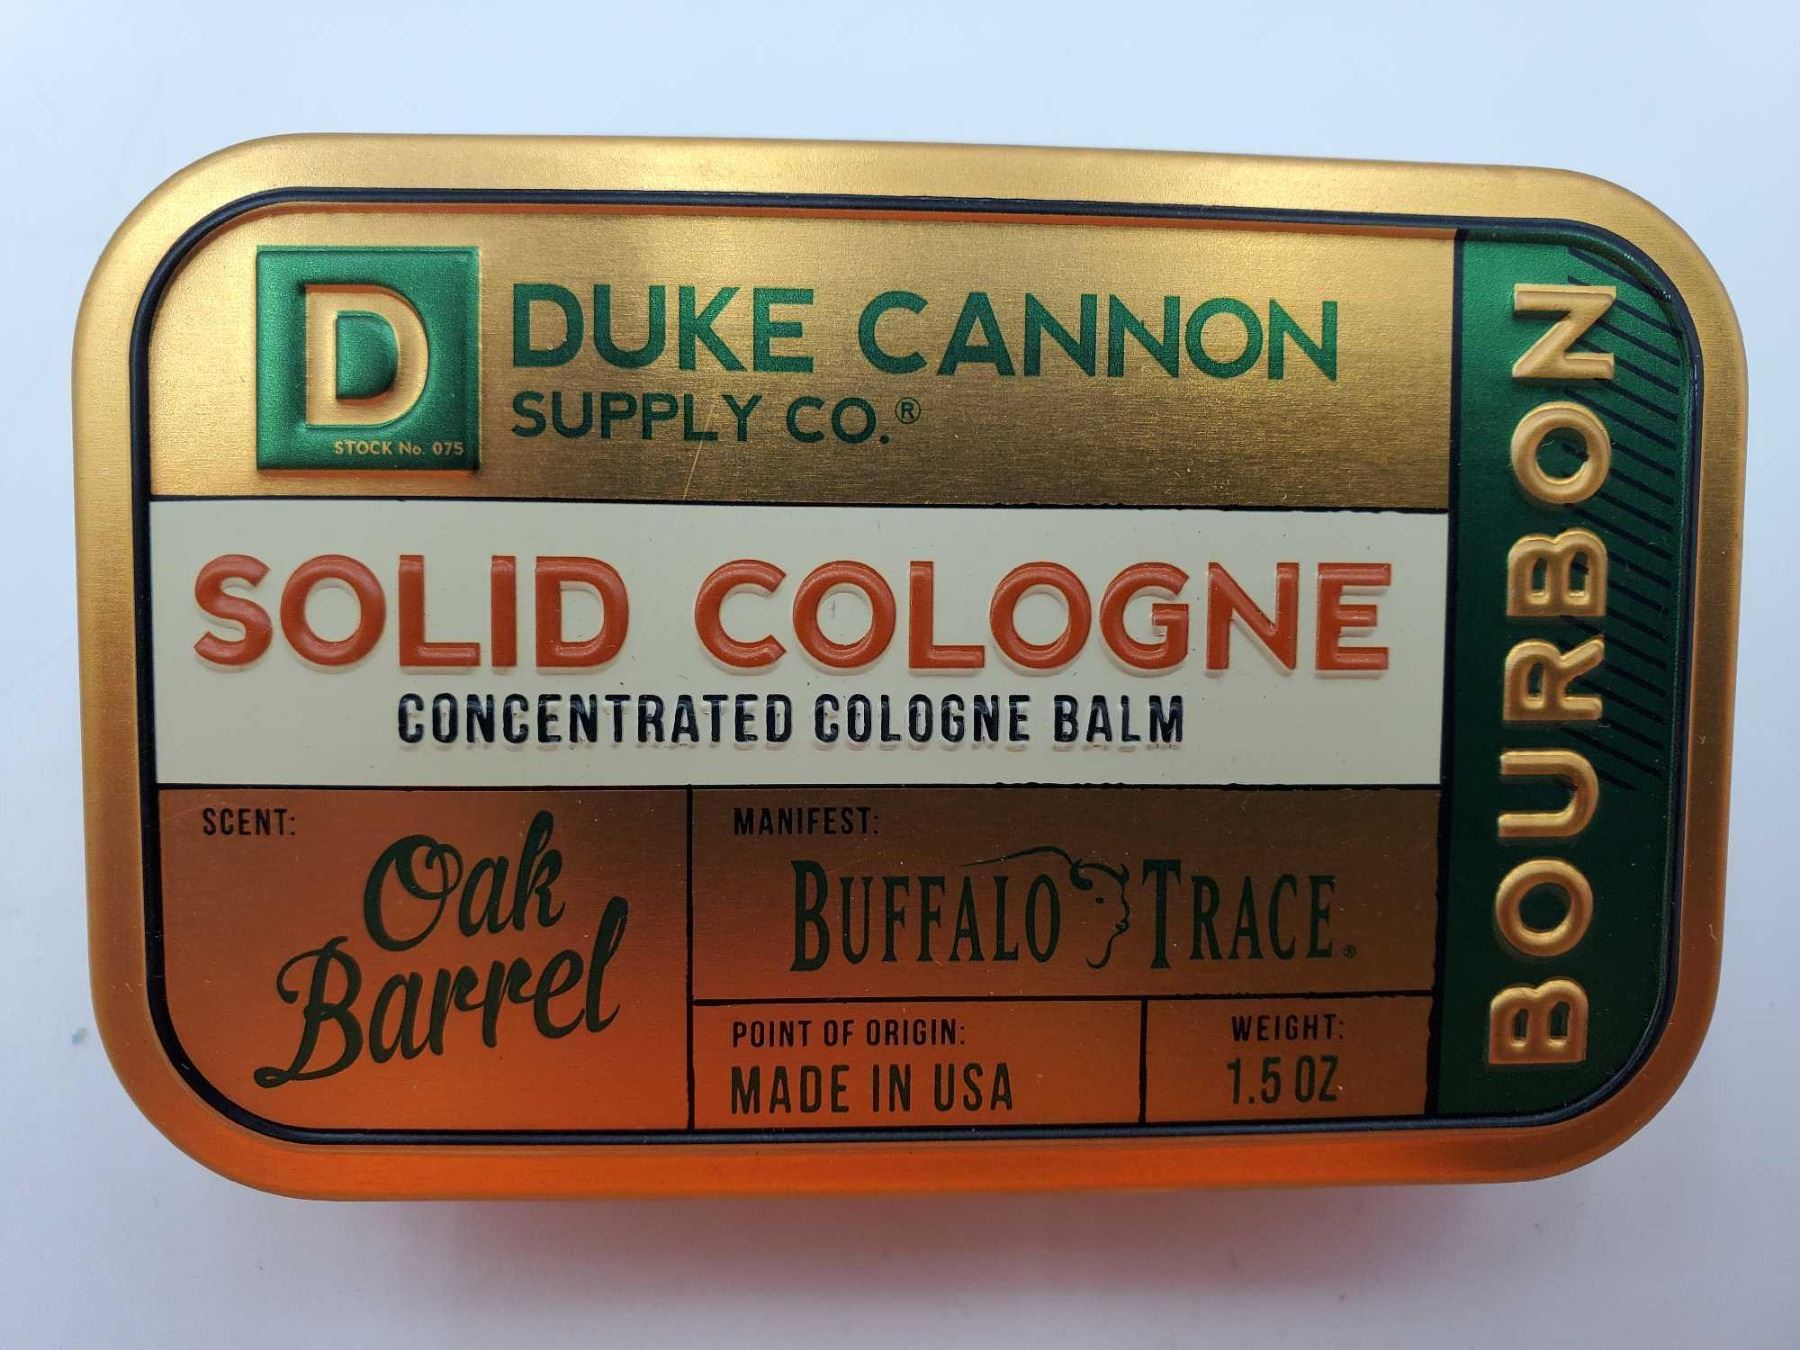 D
STOCK No. 075
DUKE CANNON
SUPPLY CO.®
SOLID COLOGNE
CONCENTRATED COLOGNE BALM
SCENT:
Oak
Barrel
MANIFEST:
BUFFALO TRACE®
POINT OF ORIGIN:
MADE IN USA
WEIGHT:
1.5 OZ
BOURBON